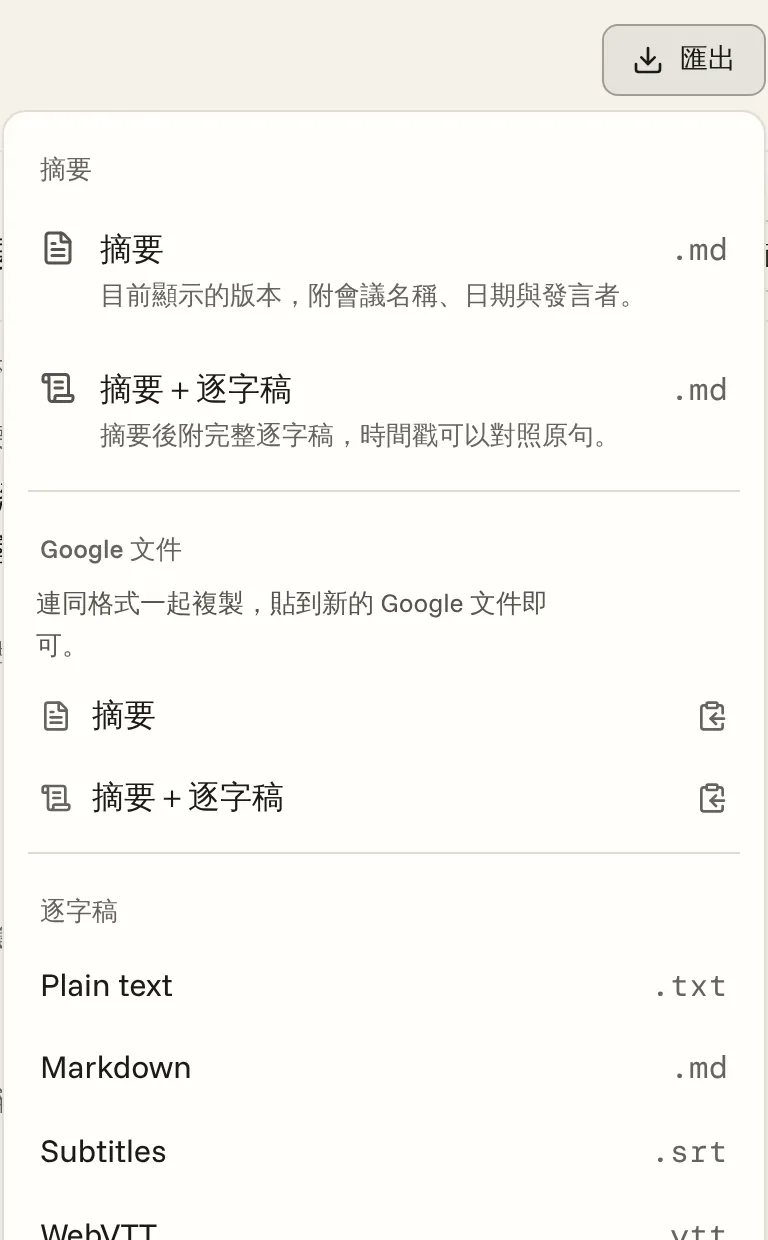 匯出
摘要
摘要 .md
目前顯示的版本，附會議名稱、日期與發言者。
摘要＋逐字稿 .md
摘要後附完整逐字稿，時間戳可以對照原句。
Google 文件
連同格式一起複製，貼到新的 Google 文件即
可。
摘要
摘要＋逐字稿
逐字稿
Plain text .txt
Markdown .md
Subtitles .srt
WebVTT .vtt